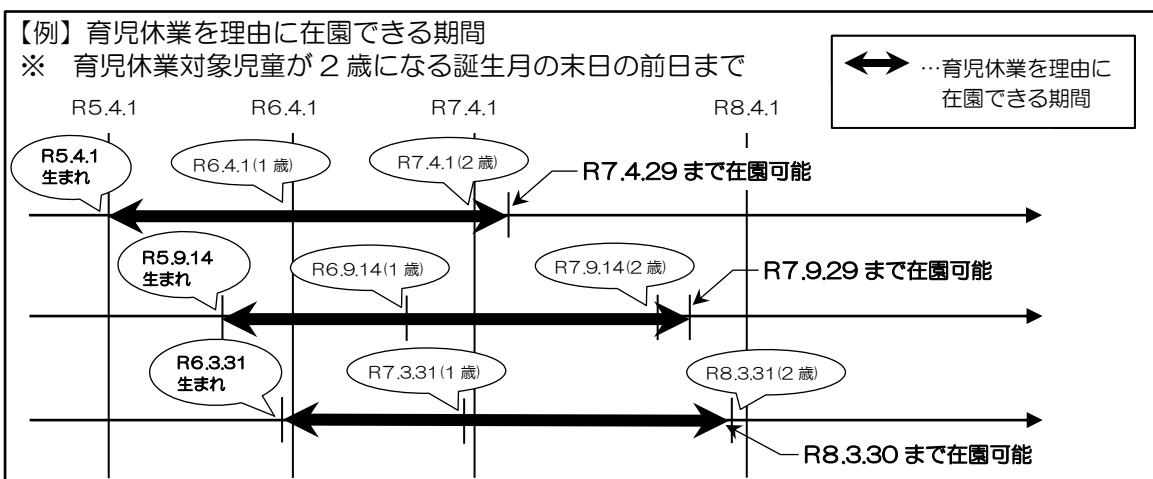 【例】育児休業を理由に在園できる期間
※　育児休業対象児童が２歳になる誕生月の末日の前日まで
…育児休業を理由に
在園できる期間
R5.4.1
R6.4.1
R7.4.1
R8.4.1
R5.4.1
生まれ
R6.4.1(1 歳)
R7.4.1(2 歳)
R7.4.29 まで在園可能
R5.9.14
生まれ
R6.9.14(1 歳)
R7.9.14(2 歳)
R7.9.29 まで在園可能
R6.3.31
生まれ
R7.3.31(1 歳)
R8.3.31(2 歳)
R8.3.30 まで在園可能